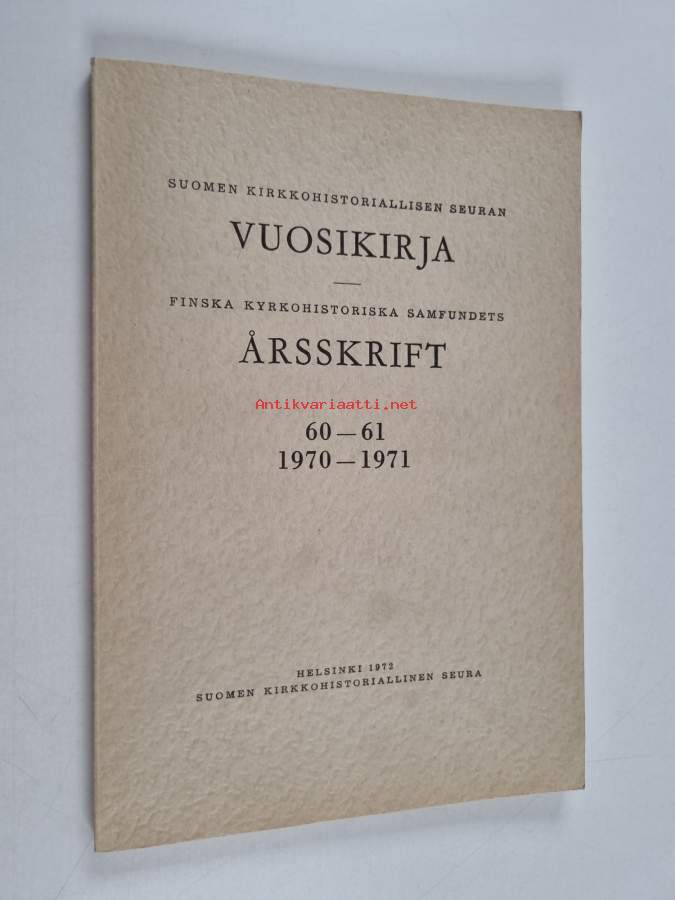 SUOMEN KIRKKOHISTORIALLISEN SEURAN
VUOSIKIRJA
FINSKA KYRKOHISTORISKA SAMFUNDETS
ÅRSSKRIFT
Antikvariaatti.net
60—61
1970—1971
HELSINKI 1972
SUOMEN KIRKKOHISTORIALLINEN SEURA